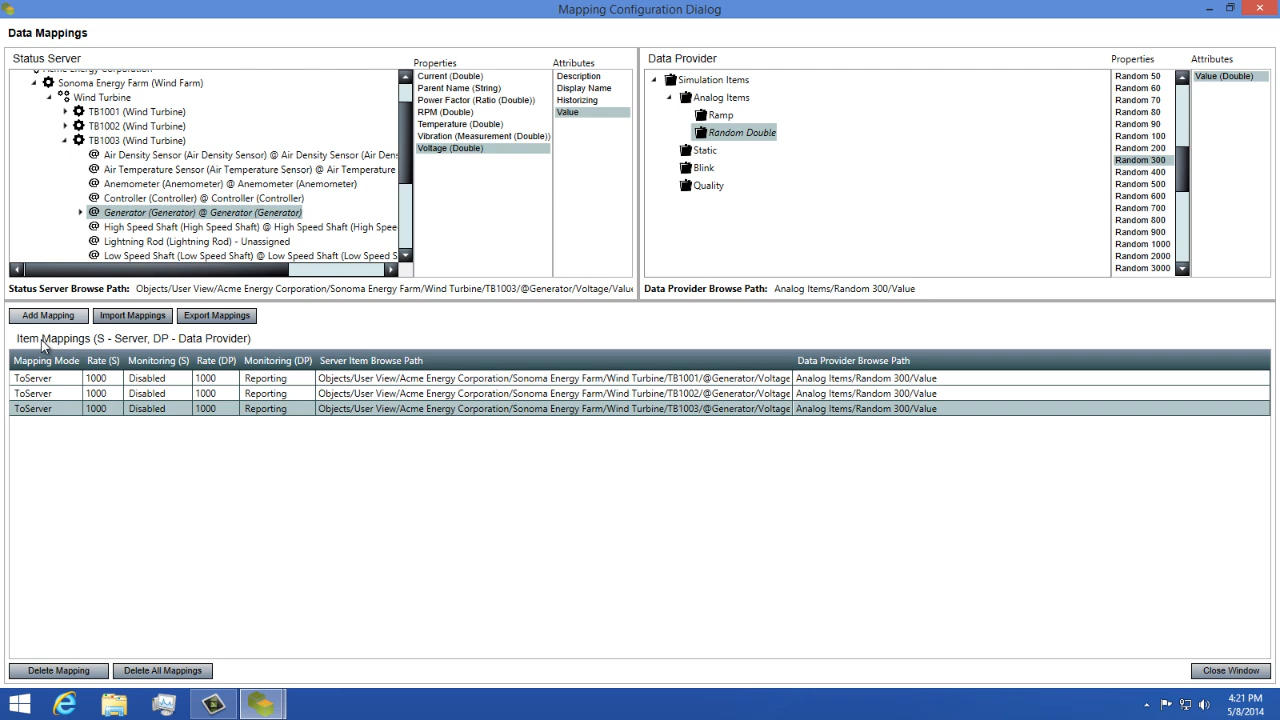 Mapping Configuration Dialog
Data Mappings
Status Server
Sonoma Energy Farm (Wind Farm)
Wind Turbine
TB1001 (Wind Turbine)
TB1002 (Wind Turbine)
TB1003 (Wind Turbine)
@ Air Density Sensor (Air Density Sensor) @ Air Density Sensor (Air Den
@ Air Temperature Sensor (Air Temperature Sensor) @ Air Temperature
@ Anemometer (Anemometer) @ Anemometer (Anemometer)
@ Controller (Controller) @ Controller (Controller)
@ Generator (Generator) @ Generator (Generator)
@ High Speed Shaft (High Speed Shaft) @ High Speed Shaft (High Spee
@ Lightning Rod (Lightning Rod) - Unassigned
@ Low Speed Shaft (Low Speed Shaft) @ Low Speed Shaft (Low Speed S
Properties
Current (Double)
Parent Name (String)
Power Factor (Ratio (Double))
RPM (Double)
Temperature (Double)
Vibration (Measurement (Double))
Voltage (Double)
Attributes
Description
Display Name
Historizing
Value
Status Server Browse Path: Objects/User View/Acme Energy Corporation/Sonoma Energy Farm/Wind Turbine/TB1003/@Generator/Voltage/Value
Data Provider
Simulation Items
Analog Items
Ramp
Random Double
Static
Blink
Quality
Properties
Random 50
Random 60
Random 70
Random 80
Random 90
Random 100
Random 200
Random 300
Random 400
Random 500
Random 600
Random 700
Random 800
Random 900
Random 1000
Random 2000
Random 3000
Attributes
Value (Double)
Data Provider Browse Path: Analog Items/Random 300/Value
Add Mapping Import Mappings Export Mappings
Item Mappings (S - Server, DP - Data Provider)
Mapping Mode Rate (S) Monitoring (S) Rate (DP) Monitoring (DP) Server Item Browse Path Data Provider Browse Path
ToServer 1000 Disabled 1000 Reporting Objects/User View/Acme Energy Corporation/Sonoma Energy Farm/Wind Turbine/TB1001/@Generator/Voltage Analog Items/Random 300/Value
ToServer 1000 Disabled 1000 Reporting Objects/User View/Acme Energy Corporation/Sonoma Energy Farm/Wind Turbine/TB1002/@Generator/Voltage Analog Items/Random 300/Value
ToServer 1000 Disabled 1000 Reporting Objects/User View/Acme Energy Corporation/Sonoma Energy Farm/Wind Turbine/TB1003/@Generator/Voltage Analog Items/Random 300/Value
Delete Mapping Delete All Mappings Close Window
4:21 PM
5/8/2014